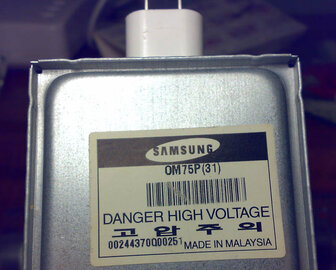 SAMSUNG
OM75P(31)
DANGER HIGH VOLTAGE
고압주의
00244370Q00251 MADE IN MALAYSIA